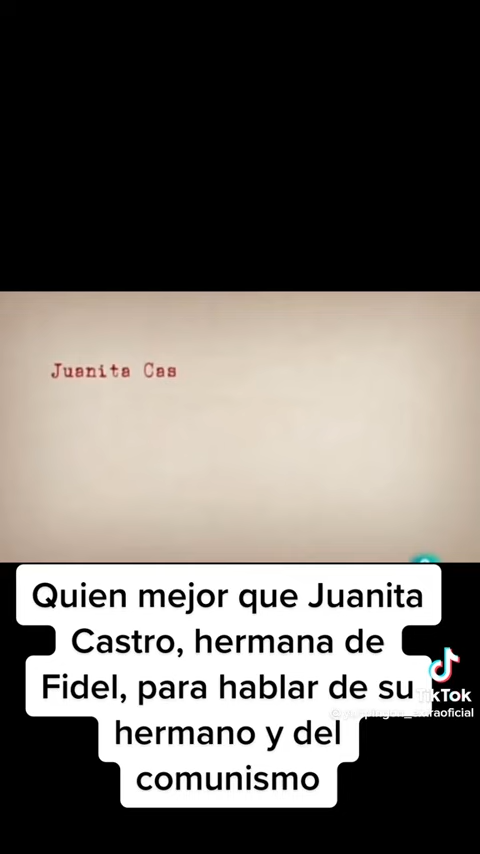 Juanita Cas
Quien mejor que Juanita
Castro, hermana de
Fidel, para hablar de su
hermano y del
comunismo
TikTok